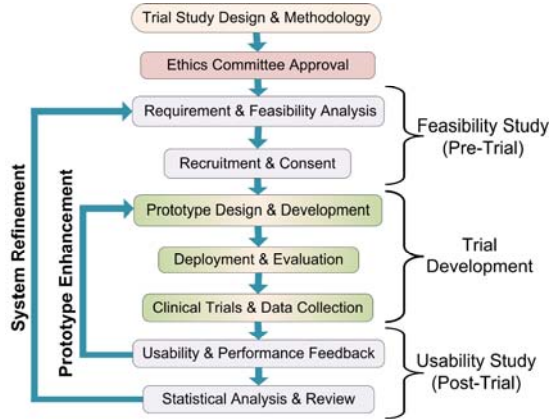 Trial Study Design & Methodology
Ethics Committee Approval
Requirement & Feasibility Analysis
Recruitment & Consent
Feasibility Study
(Pre-Trial)
Prototype Design & Development
Deployment & Evaluation
Clinical Trials & Data Collection
Trial
Development
Usability & Performance Feedback
Statistical Analysis & Review
Usability Study
(Post-Trial)
System Refinement
Prototype Enhancement